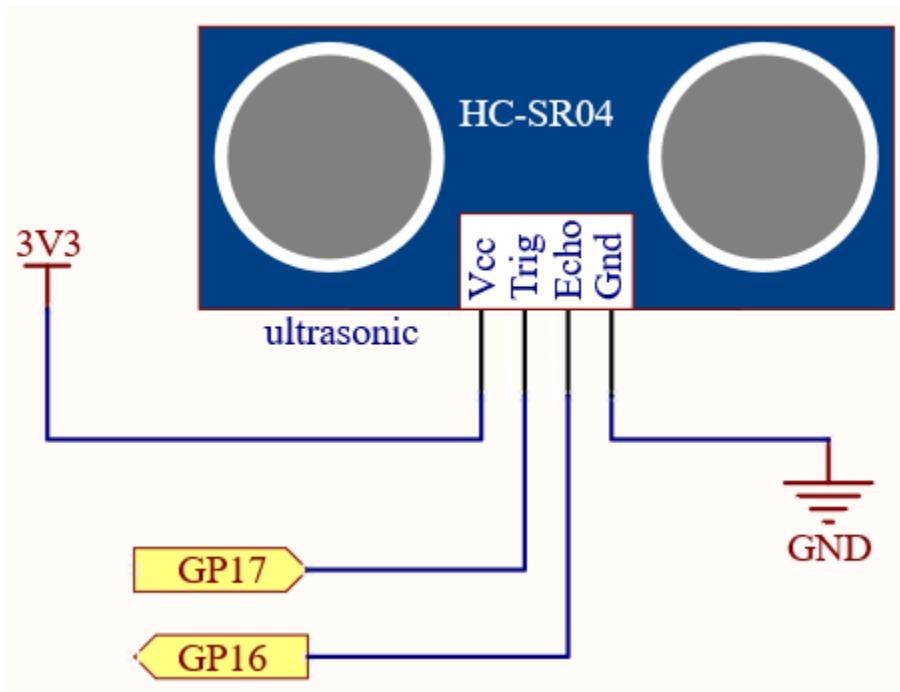 HC-SR04
3V3
Vcc
Trig
Echo
Gnd
ultrasonic
GND
GP17
GP16